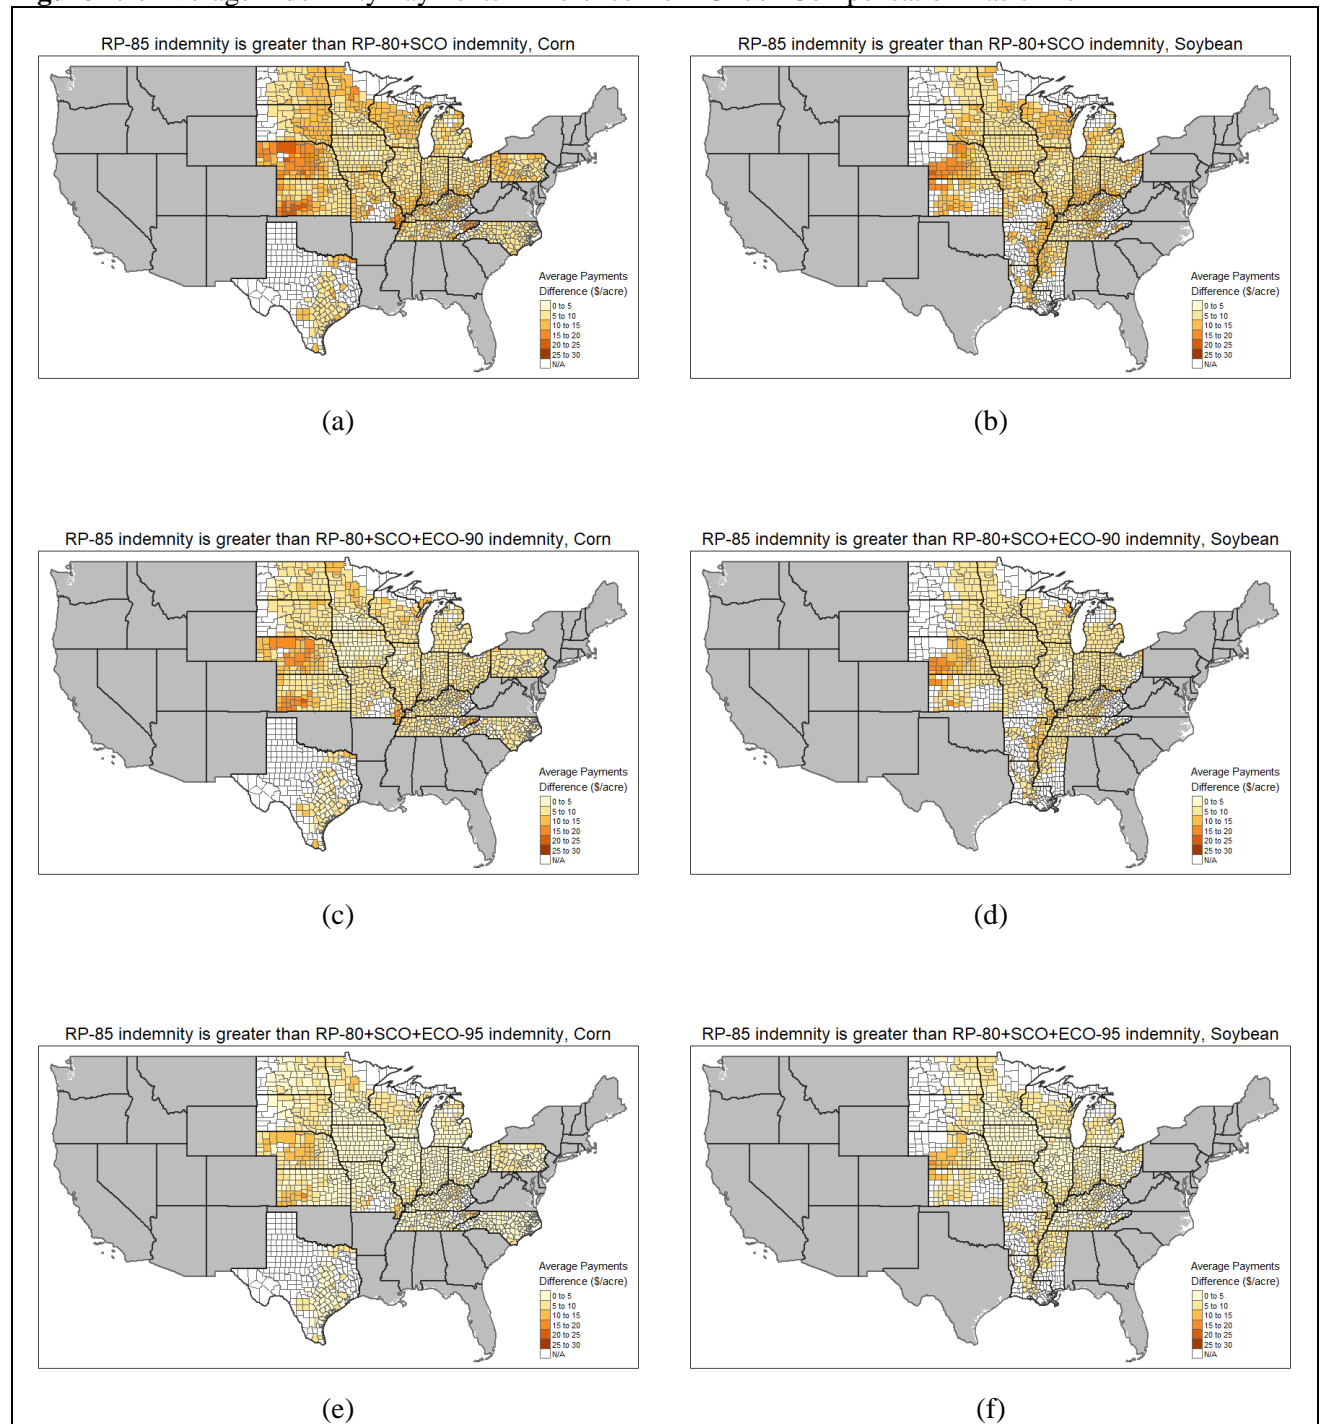 RP-85 indemnity is greater than RP-80+SCO indemnity, Corn
RP-85 indemnity is greater than RP-80+SCO indemnity, Soybean
Average Payments
Difference ($/acre)
0 to 5
5 to 10
10 to 15
15 to 20
20 to 25
25 to 30
N/A
Average Payments
Difference ($/acre)
0 to 5
5 to 10
10 to 15
15 to 20
20 to 25
25 to 30
N/A
(a)
(b)
RP-85 indemnity is greater than RP-80+SCO+ECO-90 indemnity, Corn
RP-85 indemnity is greater than RP-80+SCO+ECO-90 indemnity, Soybean
Average Payments
Difference ($/acre)
0 to 5
5 to 10
10 to 15
15 to 20
20 to 25
25 to 30
N/A
Average Payments
Difference ($/acre)
0 to 5
5 to 10
10 to 15
15 to 20
20 to 25
25 to 30
N/A
(c)
(d)
RP-85 indemnity is greater than RP-80+SCO+ECO-95 indemnity, Corn
RP-85 indemnity is greater than RP-80+SCO+ECO-95 indemnity, Soybean
Average Payments
Difference ($/acre)
0 to 5
5 to 10
10 to 15
15 to 20
20 to 25
25 to 30
N/A
Average Payments
Difference ($/acre)
0 to 5
5 to 10
10 to 15
15 to 20
20 to 25
25 to 30
N/A
(e)
(f)